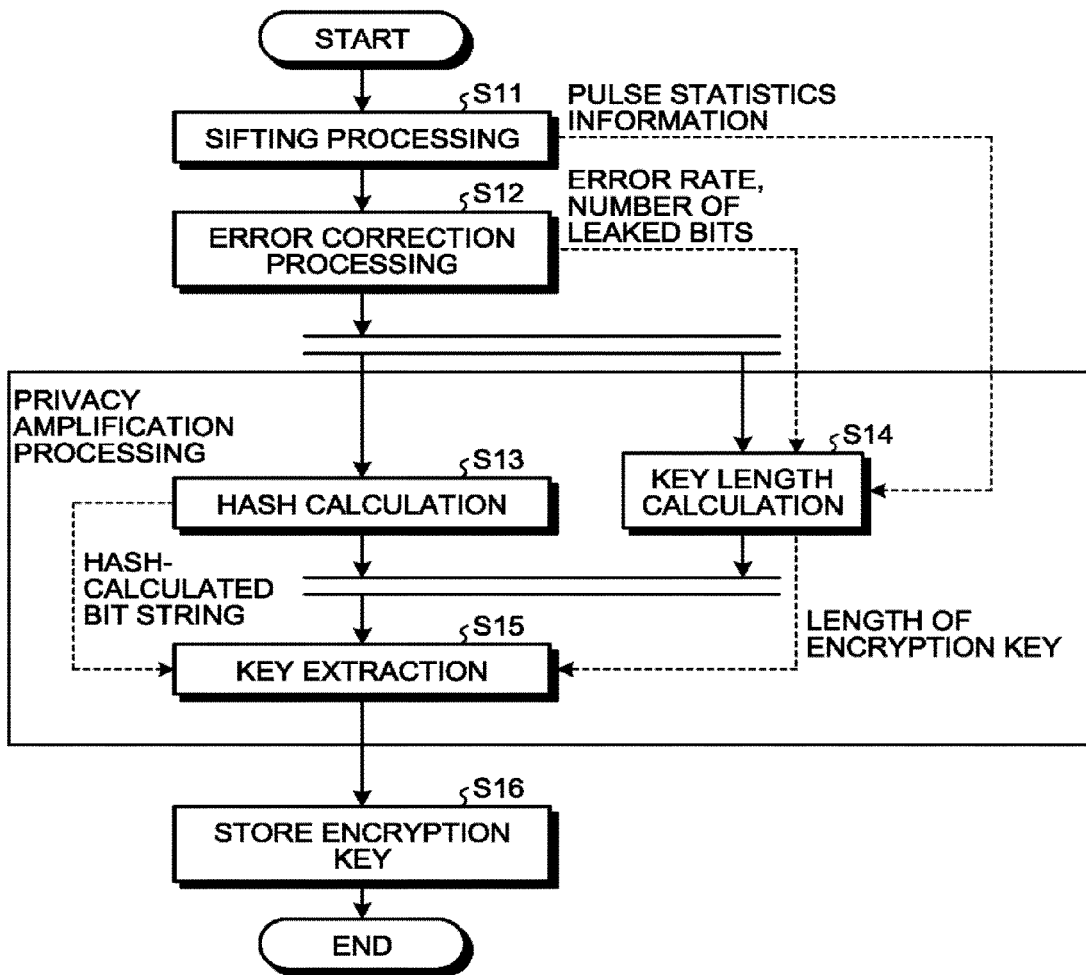 START
S11
SIFTING PROCESSING
PULSE STATISTICS
INFORMATION
S12
ERROR CORRECTION
PROCESSING
ERROR RATE,
NUMBER OF
LEAKED BITS
PRIVACY
AMPLIFICATION
PROCESSING
S13
HASH CALCULATION
S14
KEY LENGTH
CALCULATION
HASH-
CALCULATED
BIT STRING
S15
KEY EXTRACTION
LENGTH OF
ENCRYPTION KEY
S16
STORE ENCRYPTION
KEY
END